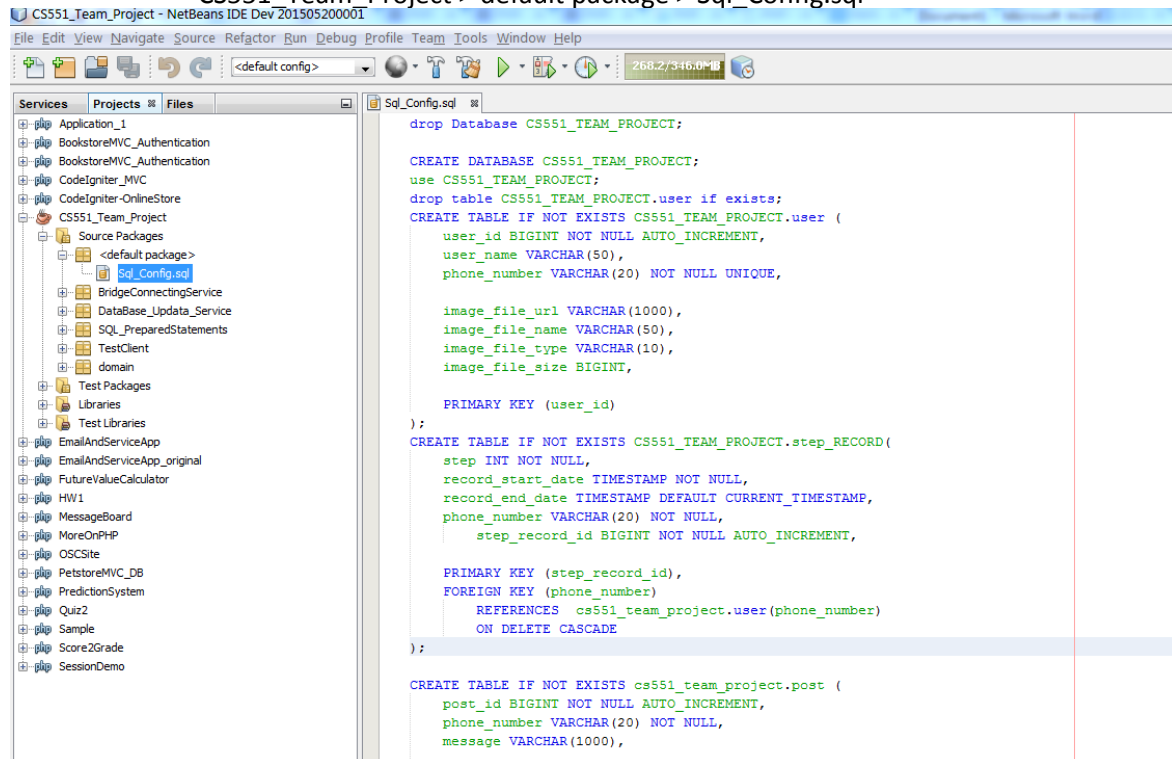 CS551_Team_Project > default package > Sql_Config.sql
CS551_Team_Project - NetBeans IDE Dev 201505200001
File Edit View Navigate Source Refactor Run Debug Profile Team Tools Window Help
<default config>
268.2/346.0MB
Services Projects Files
Application_1
BookstoreMVC_Authentication
BookstoreMVC_Authentication
CodeIgniter_MVC
CodeIgniter-OnlineStore
CS551_Team_Project
Source Packages
<default package>
Sql_Config.sql
BridgeConnectingService
DataBase_Updata_Service
SQL_PreparedStatements
TestClient
domain
Test Packages
Libraries
Test Libraries
EmailAndServiceApp
EmailAndServiceApp_original
FutureValueCalculator
HW1
MessageBoard
MoreOnPHP
OSCSite
PetstoreMVC_DB
PredictionSystem
Quiz2
Sample
Score2Grade
SessionDemo
Sql_Config.sql
drop Database CS551_TEAM_PROJECT;
CREATE DATABASE CS551_TEAM_PROJECT;
use CS551_TEAM_PROJECT;
drop table CS551_TEAM_PROJECT.user if exists;
CREATE TABLE IF NOT EXISTS CS551_TEAM_PROJECT.user (
user_id BIGINT NOT NULL AUTO_INCREMENT,
user_name VARCHAR(50),
phone_number VARCHAR(20) NOT NULL UNIQUE,
image_file_url VARCHAR(1000),
image_file_name VARCHAR(50),
image_file_type VARCHAR(10),
image_file_size BIGINT,
PRIMARY KEY (user_id)
);
CREATE TABLE IF NOT EXISTS CS551_TEAM_PROJECT.step_RECORD(
step INT NOT NULL,
record_start_date TIMESTAMP NOT NULL,
record_end_date TIMESTAMP DEFAULT CURRENT_TIMESTAMP,
phone_number VARCHAR(20) NOT NULL,
step_record_id BIGINT NOT NULL AUTO_INCREMENT,
PRIMARY KEY (step_record_id),
FOREIGN KEY (phone_number)
REFERENCES cs551_team_project.user(phone_number)
ON DELETE CASCADE
);
CREATE TABLE IF NOT EXISTS cs551_team_project.post (
post_id BIGINT NOT NULL AUTO_INCREMENT,
phone_number VARCHAR(20) NOT NULL,
message VARCHAR(1000),